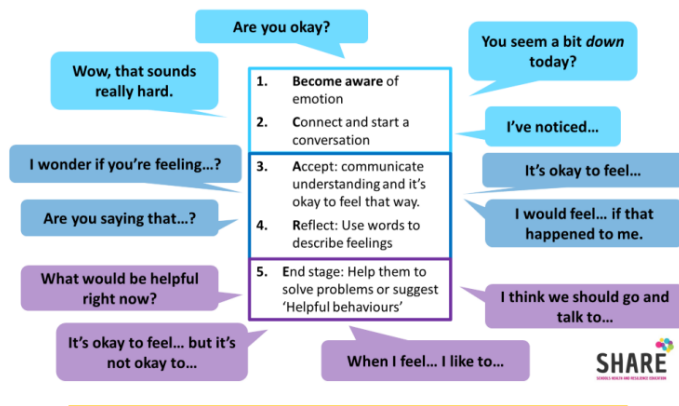 Are you okay?
You seem a bit down
today?
Wow, that sounds
really hard.
1. Become aware of
emotion
2. Connect and start a
conversation
I've noticed...
I wonder if you're feeling...?
3. Accept: communicate
understanding and it's
okay to feel that way.
It's okay to feel...
Are you saying that...?
4. Reflect: Use words to
describe feelings
I would feel... if that
happened to me.
What would be helpful
right now?
5. End stage: Help them to
solve problems or suggest
'Helpful behaviours'
I think we should go and
talk to...
It's okay to feel... but it's
not okay to...
When I feel... I like to...
SHARE
SCHOOLS HEALTH AND RESILIENCE EDUCATION